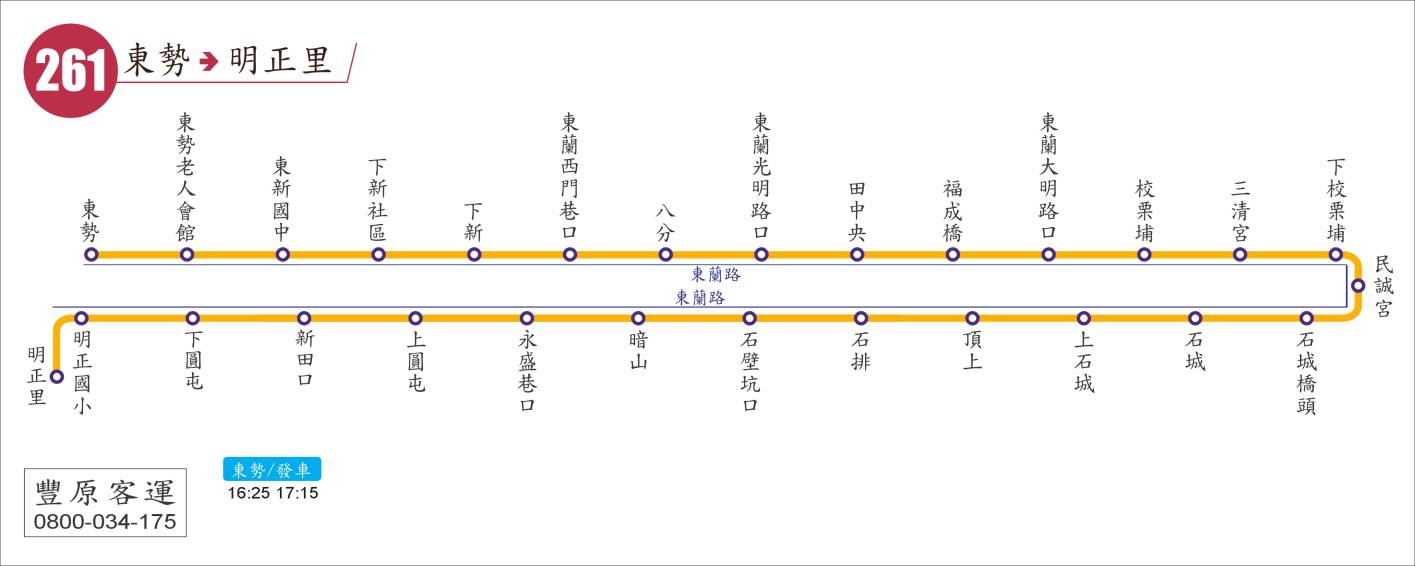 261
東勢→明正里
東勢
東勢老人會館
東新國中
下新社區
下新
東蘭西門巷口
八分
東蘭光明路口
田中央
福成橋
東蘭大明路口
校栗埔
三清宮
下校栗埔
民誠宮
東蘭路
東蘭路
石城橋頭
石城
上石城
頂上
石排
石壁坑口
暗山
永盛巷口
上圓屯
新田口
下圓屯
明正國小
明正里
東勢/發車
16:25 17:15
豐原客運
0800-034-175